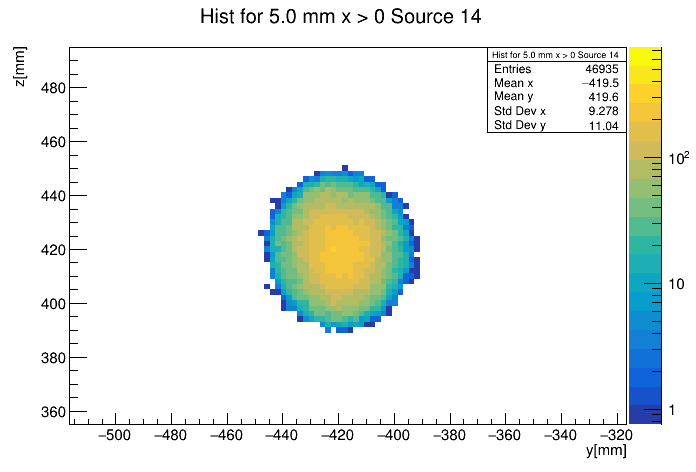 Hist for 5.0 mm x > 0 Source 14
z[mm]
Hist for 5.0 mm x > 0 Source 14
Entries 46935
Mean x −419.5
Mean y 419.6
Std Dev x 9.278
Std Dev y 11.04
480
460
440
420
400
380
360
10²
10
1
−500 −480 −460 −440 −420 −400 −380 −360 −340 −320
y[mm]